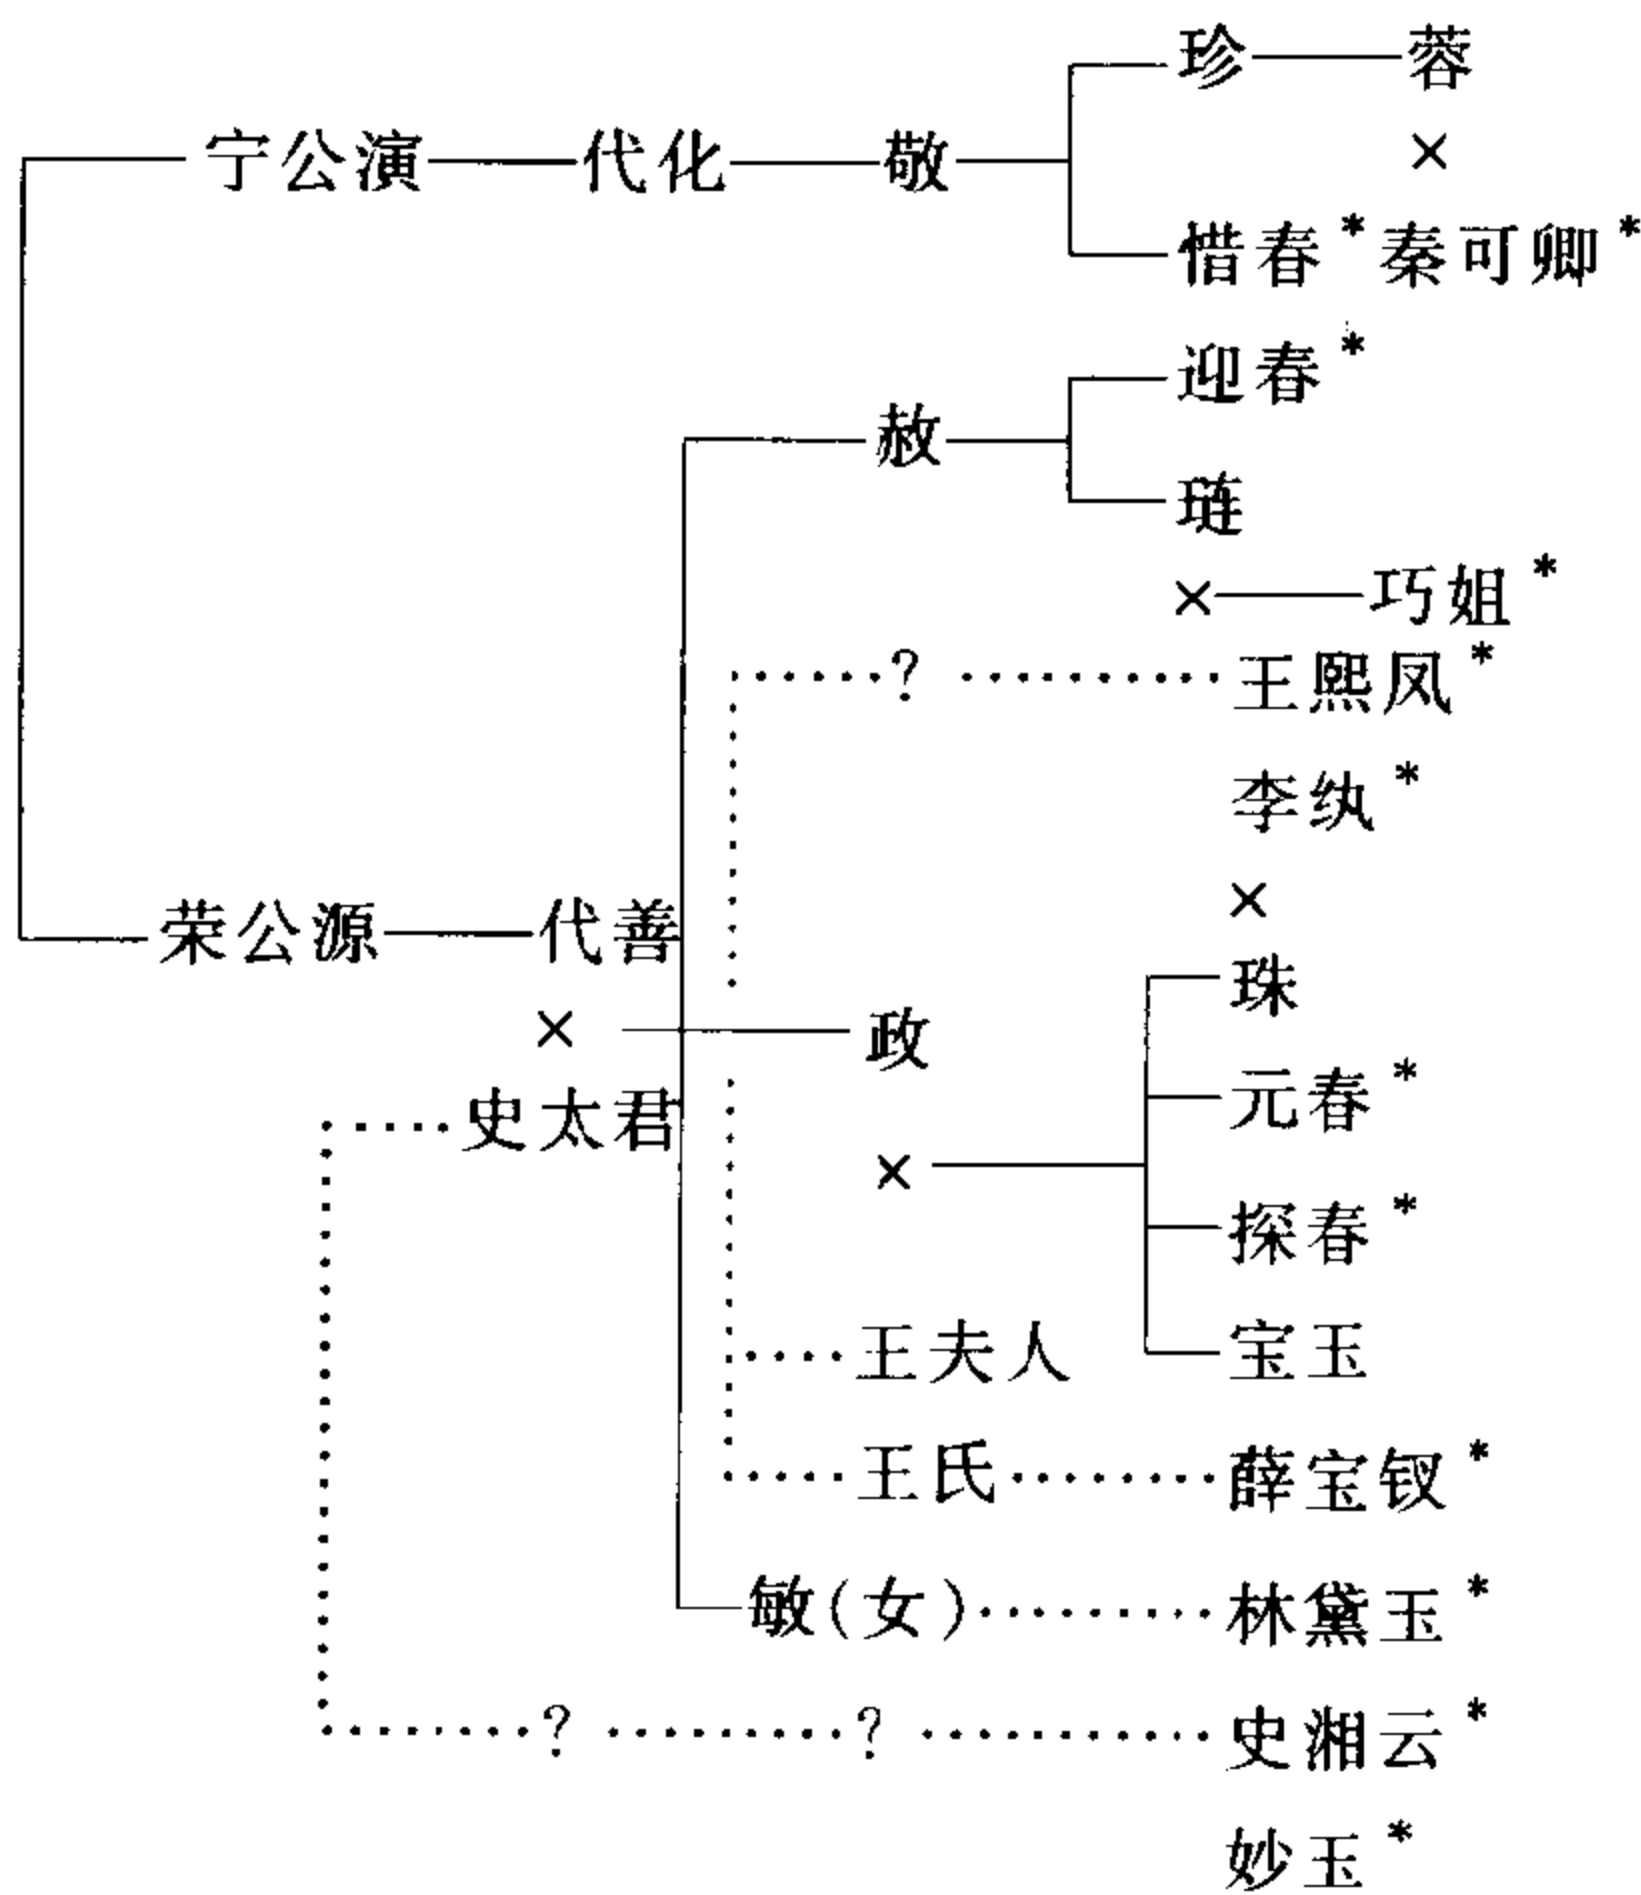 珍 蓉
×
宁公演 代化 敬
惜春* 秦可卿*
迎春*
赦
琏
× 巧姐*
? 王熙凤*
李纨*
×
荣公源 代善
珠
× 政
元春*
史太君
×
探春*
王夫人 宝玉
王氏 薛宝钗*
敏(女) 林黛玉*
? ? 史湘云*
妙玉*